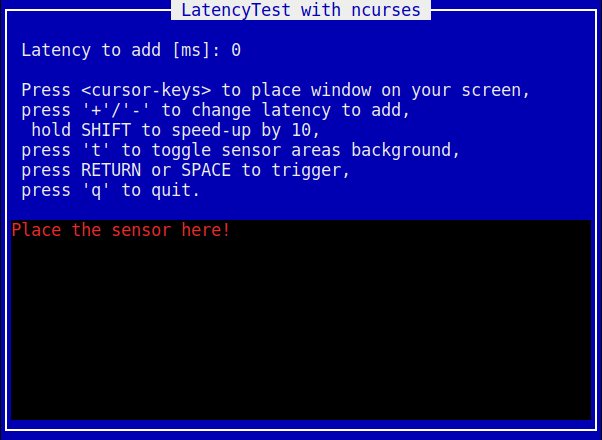 LatencyTest with ncurses
Latency to add [ms]: 0
Press <cursor-keys> to place window on your screen,
press '+'/'-' to change latency to add,
hold SHIFT to speed-up by 10,
press 't' to toggle sensor areas background,
press RETURN or SPACE to trigger,
press 'q' to quit.
Place the sensor here!